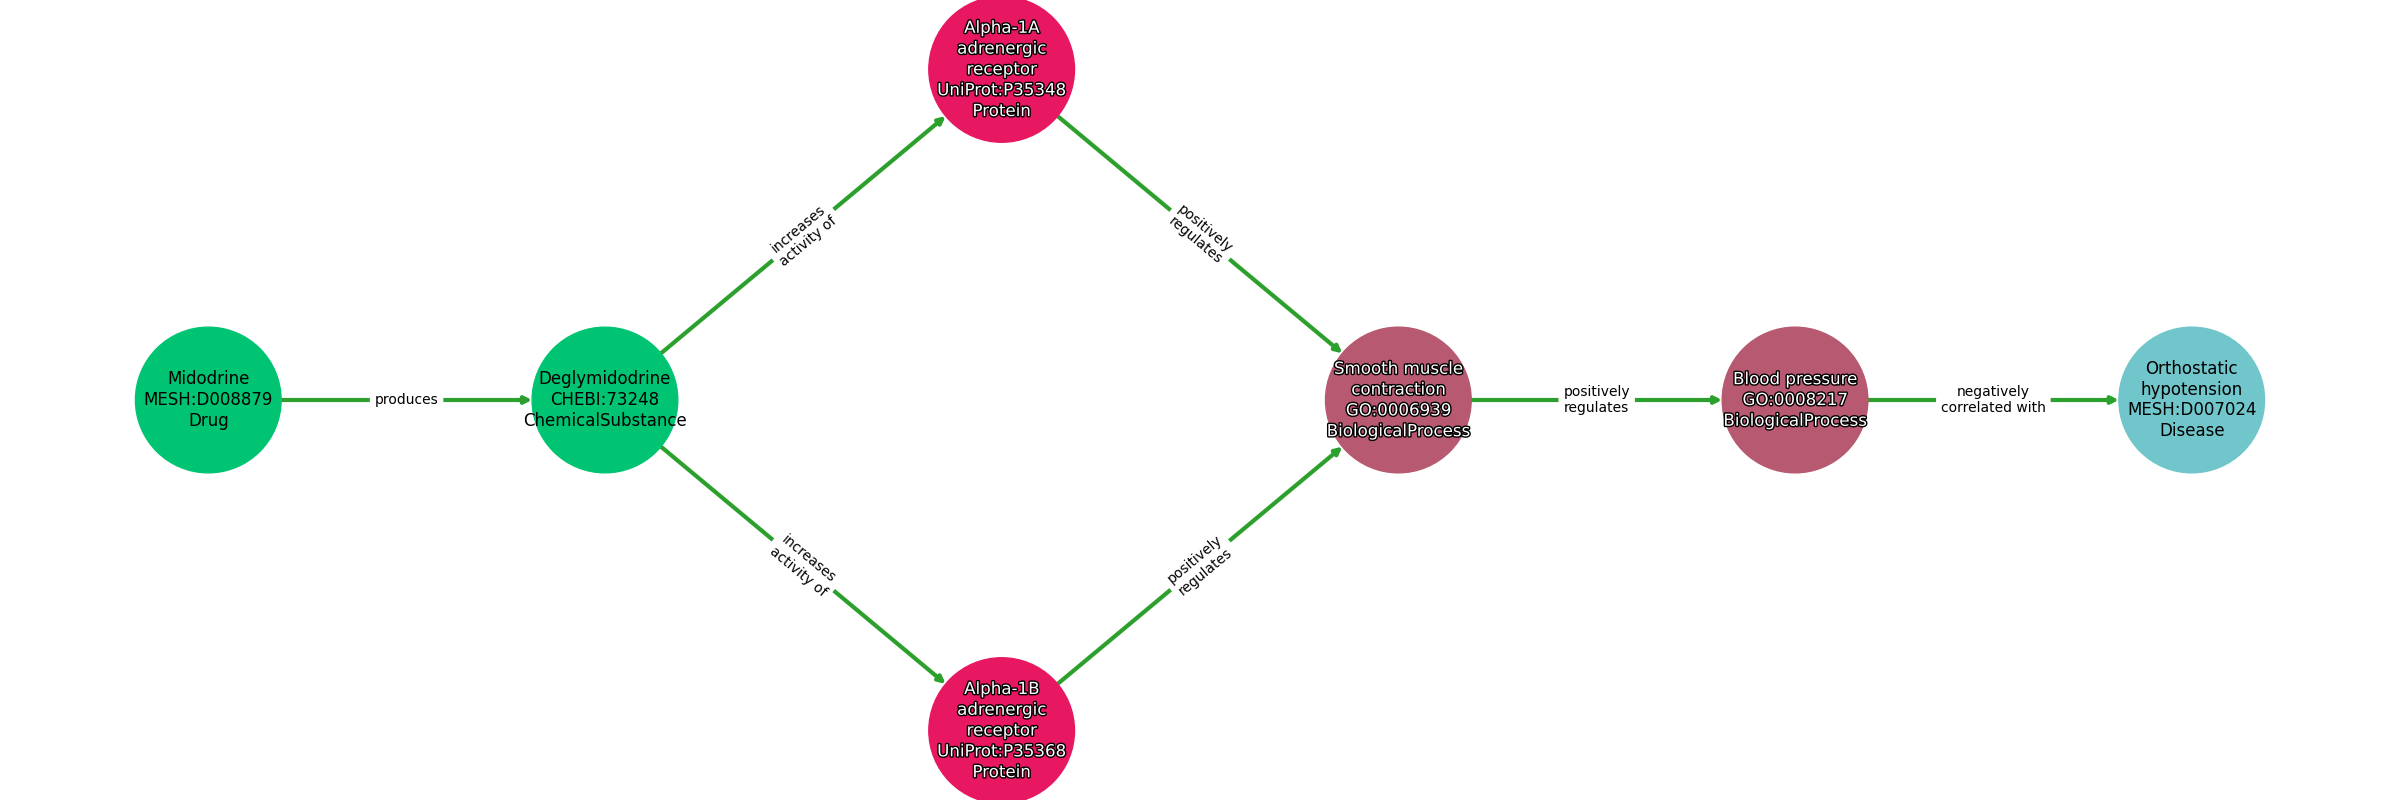 Midodrine
MESH:D008879
Drug
produces
Deglymidodrine
CHEBI:73248
ChemicalSubstance
increases
activity of
Alpha-1A
adrenergic
receptor
UniProt:P35348
Protein
positively
regulates
increases
activity of
Alpha-1B
adrenergic
receptor
UniProt:P35368
Protein
positively
regulates
Smooth muscle
contraction
GO:0006939
BiologicalProcess
positively
regulates
Blood pressure
GO:0008217
BiologicalProcess
negatively
correlated with
Orthostatic
hypotension
MESH:D007024
Disease